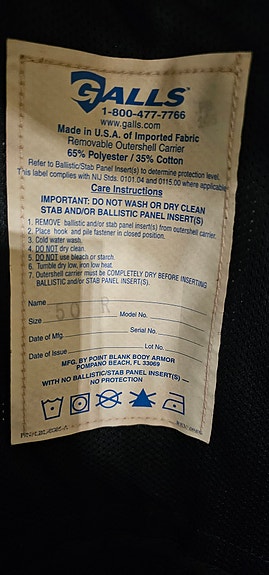 GALLS
1-800-477-7766
www.galls.com
Made in U.S.A. of Imported Fabric
Removable Outershell Carrier
65% Polyester / 35% Cotton
Refer to Ballistic/Stab Panel Insert(s) to determine protection level.
This label complies with NIJ Stds. 0101.04 and 0115.00 where applicable
Care Instructions
IMPORTANT: DO NOT WASH OR DRY CLEAN
STAB AND/OR BALLISTIC PANEL INSERT(S)
1. REMOVE ballistic and/or stab panel insert(s) from outershell carrier.
2. Place hook and pile fastener in closed position.
3. Cold water wash.
4. DO NOT dry clean.
5. DO NOT use bleach or starch.
6. Tumble dry low, iron low heat.
7. Outershell carrier must be COMPLETELY DRY BEFORE INSERTING
BALLISTIC and/or STAB PANEL INSERT(S).
Name
Size 50 R Model No.
Date of Mfg. Serial No.
Date of Issue Lot No.
MFG. BY POINT BLANK BODY ARMOR
POMPANO BEACH, FL 33069
WITH NO BALLISTIC/STAB PANEL INSERT(S) —
NO PROTECTION